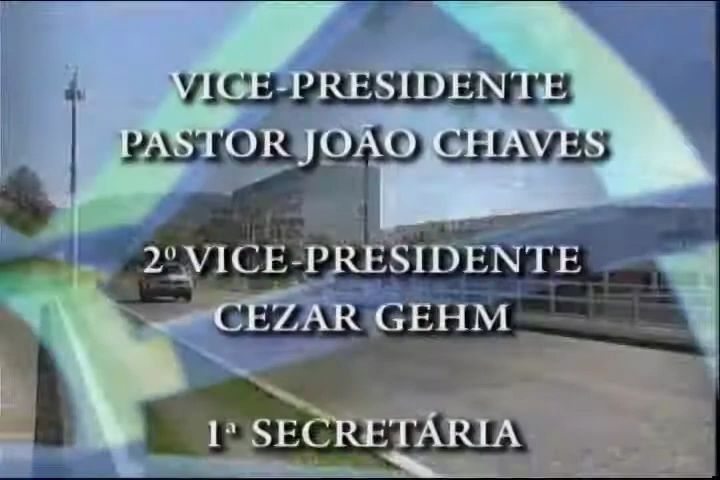 VICE-PRESIDENTE
PASTOR JOÃO CHAVES
2º VICE-PRESIDENTE
CEZAR GEHM
1ª SECRETÁRIA